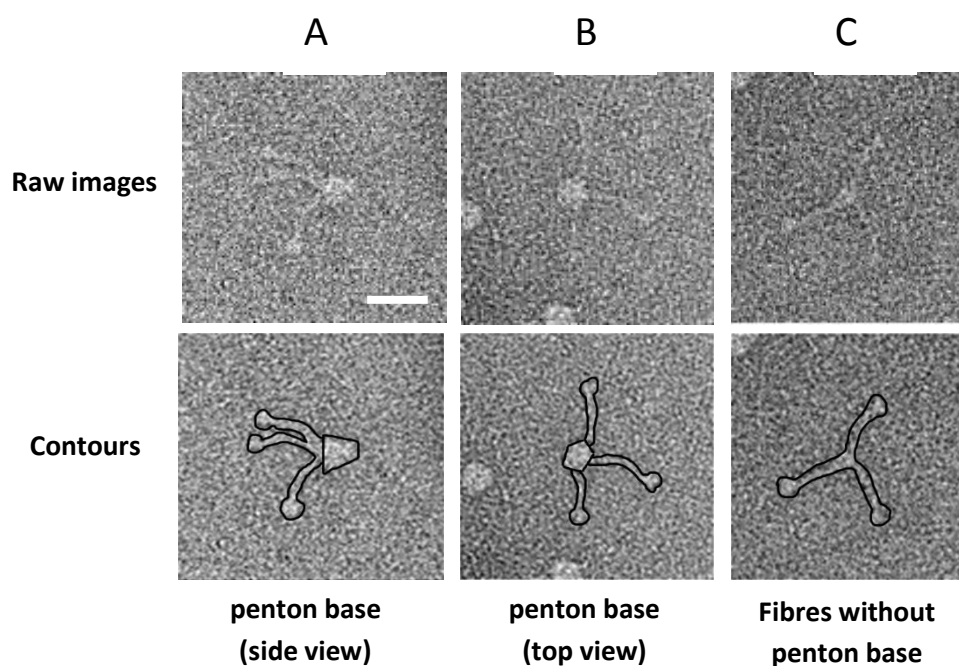 A B C
Raw images
Contours
penton base penton base Fibres without
(side view) (top view) penton base